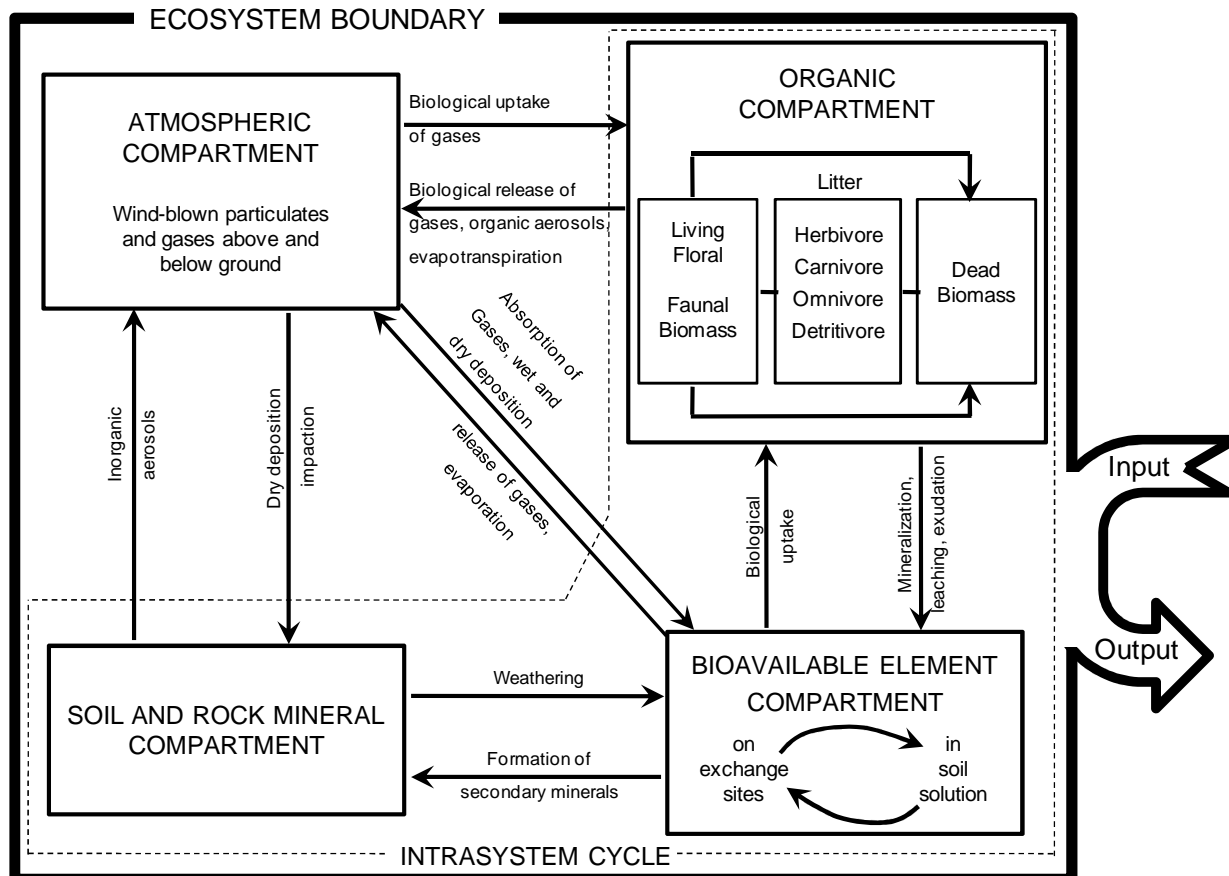 ECOSYSTEM BOUNDARY
ATMOSPHERIC
COMPARTMENT
Wind-blown particulates
and gases above and
below ground
Biological uptake
of gases
Biological release of
gases, organic aerosols,
evapotranspiration
ORGANIC
COMPARTMENT
Litter
Living
Floral
Faunal
Biomass
Herbivore
Carnivore
Omnivore
Detritivore
Dead
Biomass
Absorption of
Gases, wet and
dry deposition
release of gases,
evaporation
Inorganic
aerosols
Dry deposition
impaction
Biological
uptake
Mineralization,
leaching, exudation
Input
Output
SOIL AND ROCK MINERAL
COMPARTMENT
Weathering
Formation of
secondary minerals
BIOAVAILABLE ELEMENT
COMPARTMENT
on
exchange
sites
in
soil
solution
INTRASYSTEM CYCLE